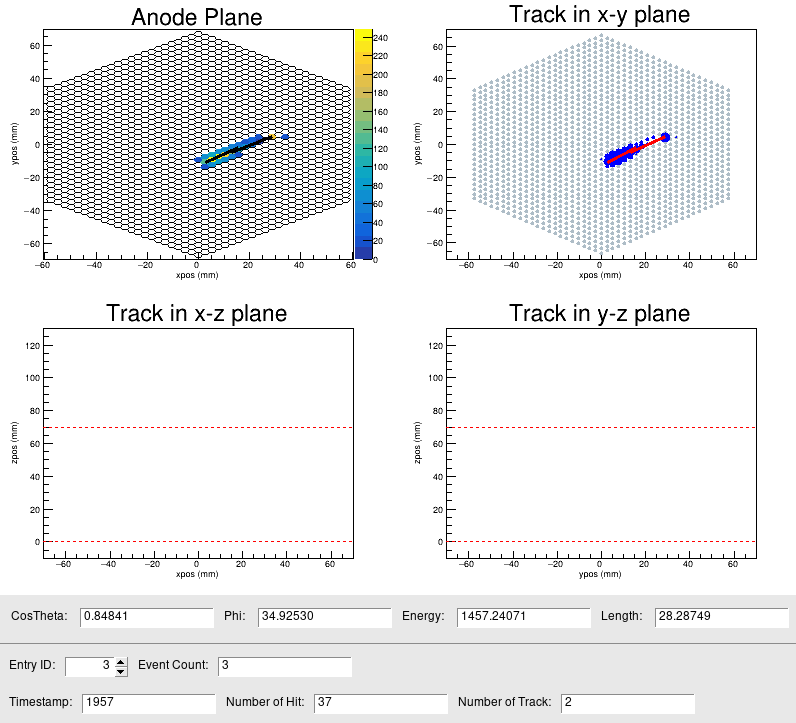 Anode Plane
60
40
20
0
−20
−40
−60
ypos (mm)
−60 −40 −20 0 20 40 60
xpos (mm)
240
220
200
180
160
140
120
100
80
60
40
20
0
Track in x-y plane
60
40
20
0
−20
−40
−60
ypos (mm)
−60 −40 −20 0 20 40 60
xpos (mm)
Track in x-z plane
120
100
80
60
40
20
0
zpos (mm)
−60 −40 −20 0 20 40 60
xpos (mm)
Track in y-z plane
120
100
80
60
40
20
0
zpos (mm)
−60 −40 −20 0 20 40 60
ypos (mm)
CosTheta: 0.84841 Phi: 34.92530 Energy: 1457.24071 Length: 28.28749
Entry ID: 3 Event Count: 3
Timestamp: 1957 Number of Hit: 37 Number of Track: 2